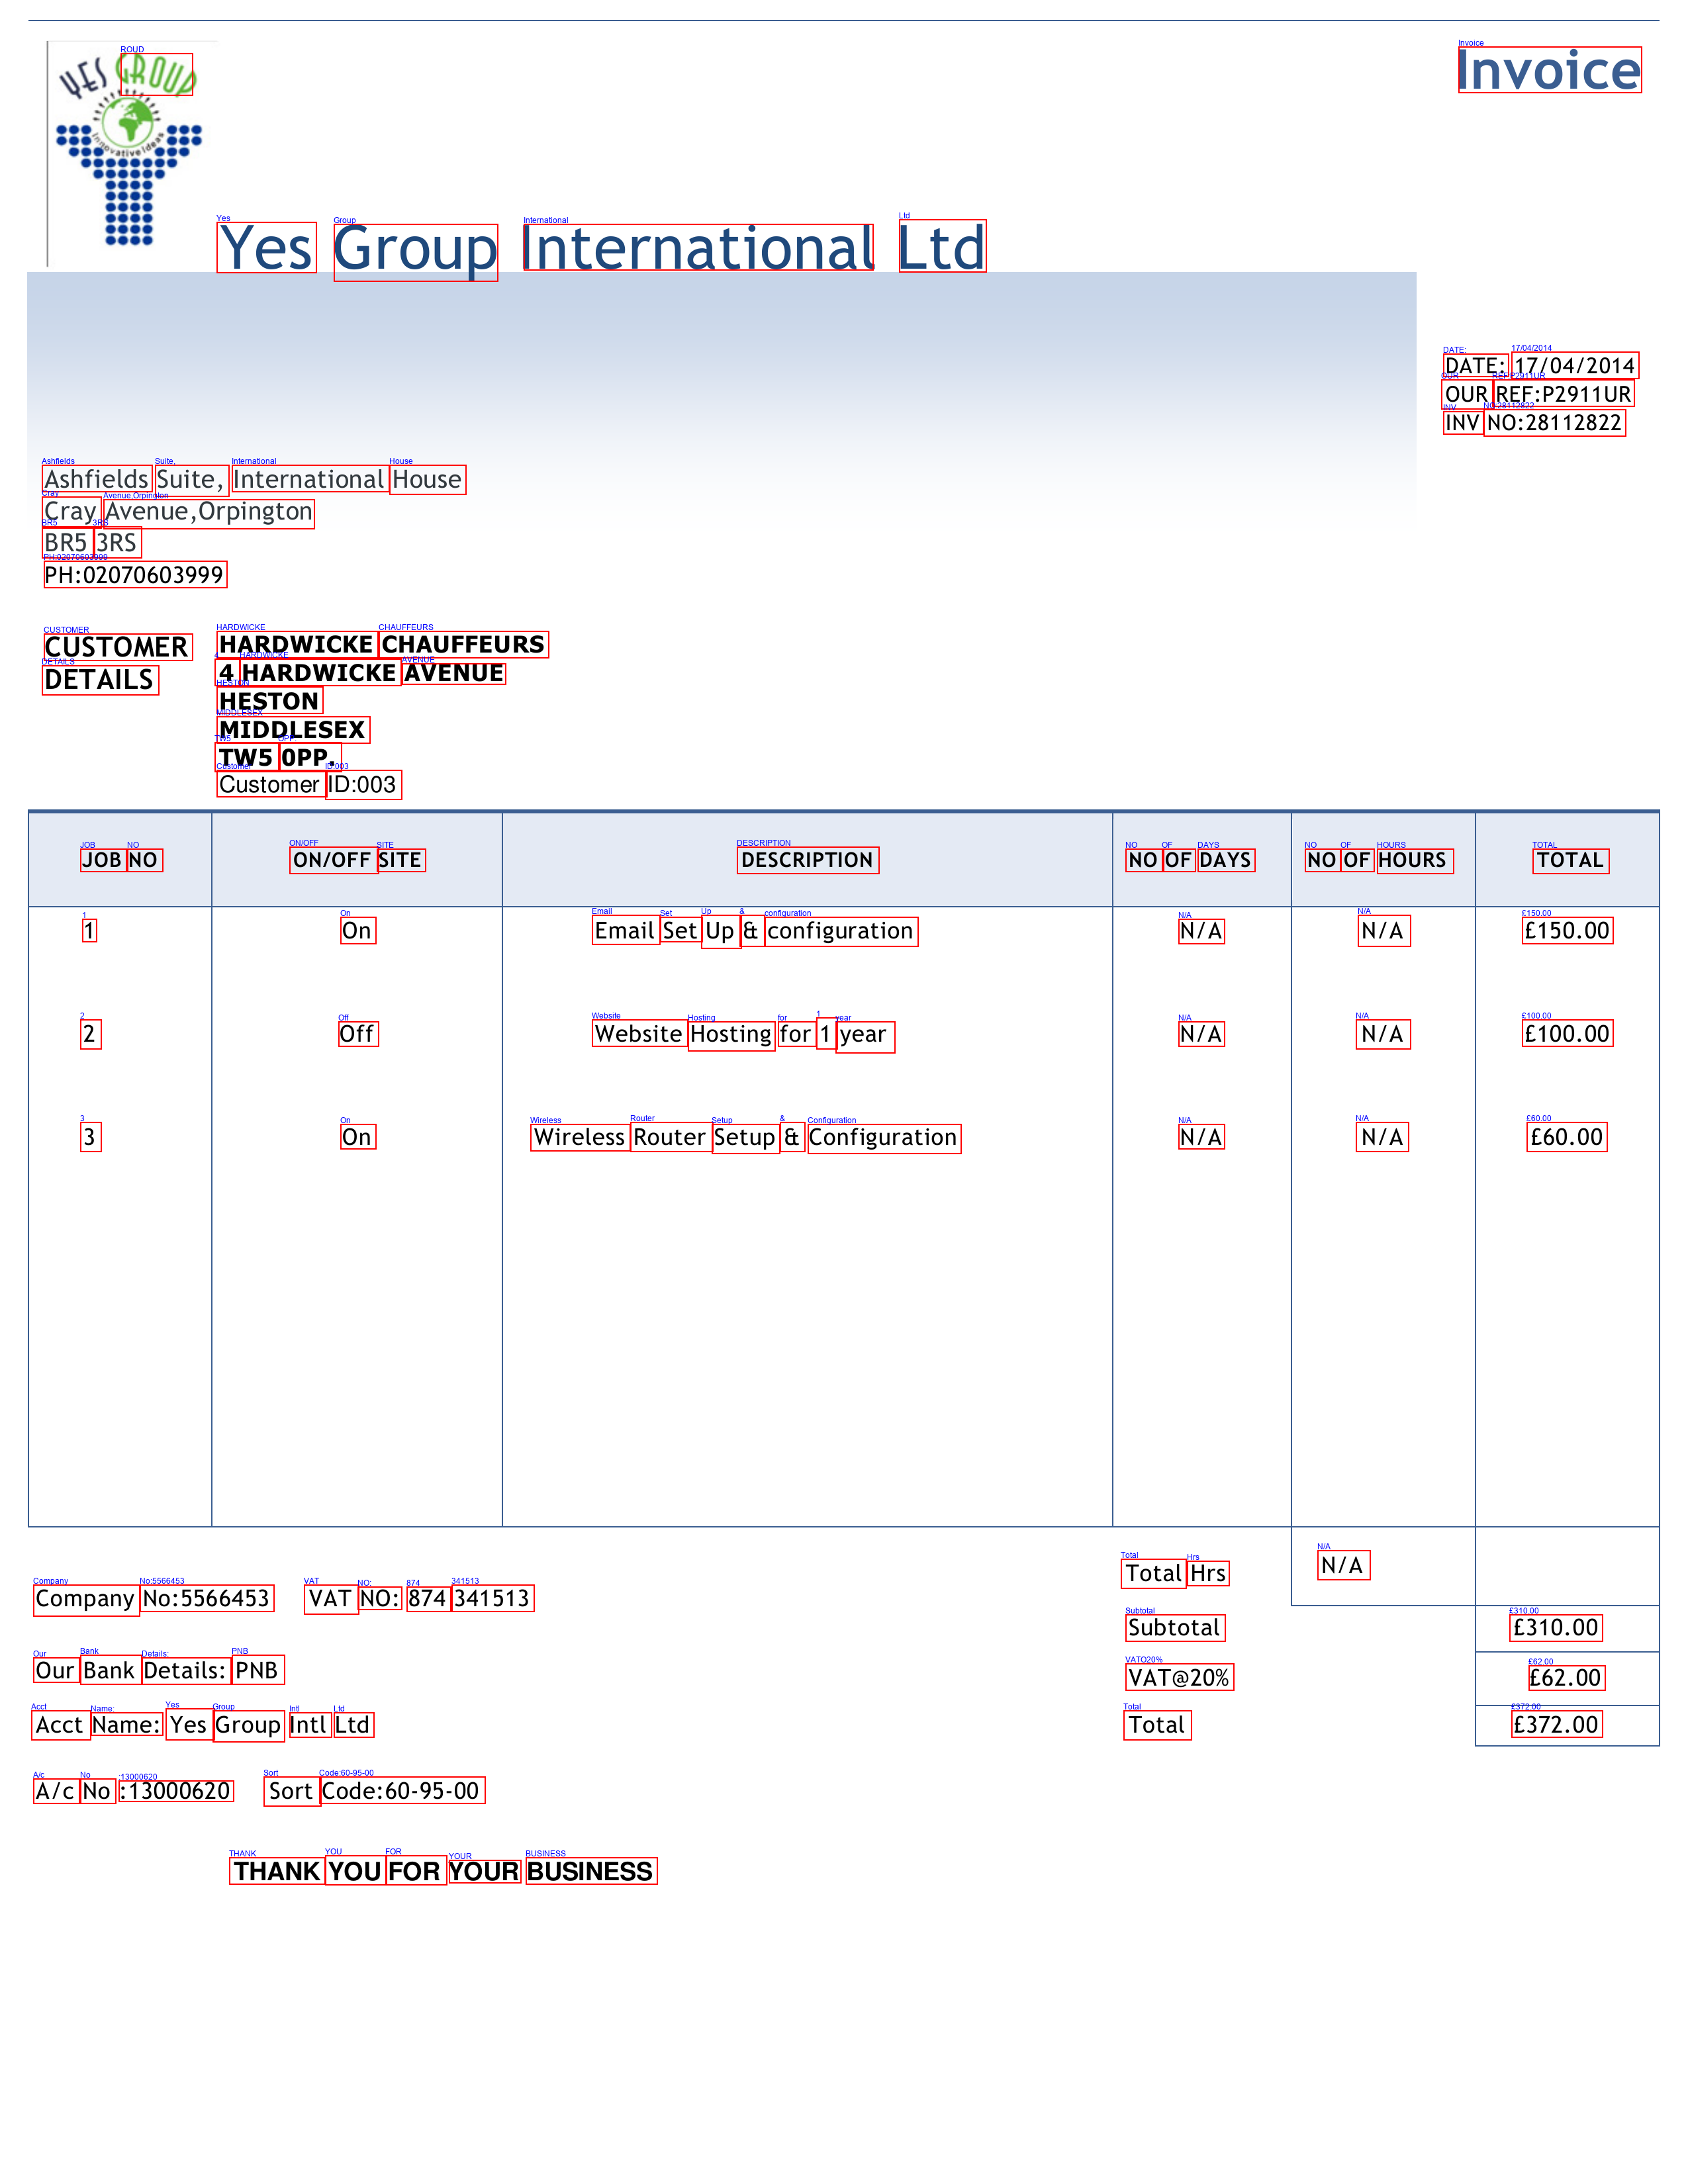 YES GROUP
Innovative Ideas
Invoice
Yes Group International Ltd
DATE: 17/04/2014
OUR REF:P2911UR
INV NO:28112822
Ashfields Suite, International House
Cray Avenue,Orpington
BR5 3RS
PH:02070603999
CUSTOMER DETAILS
HARDWICKE CHAUFFEURS
4 HARDWICKE AVENUE
HESTON
MIDDLESEX
TW5 0PP.
Customer ID:003
JOB NO ON/OFF SITE DESCRIPTION NO OF DAYS NO OF HOURS TOTAL
1 On Email Set Up & configuration N/A N/A £150.00
2 Off Website Hosting for 1 year N/A N/A £100.00
3 On Wireless Router Setup & Configuration N/A N/A £60.00
Total Hrs N/A
Company No:5566453 VAT NO: 874 341513
Subtotal £310.00
Our Bank Details: PNB
VAT@20% £62.00
Acct Name: Yes Group Intl Ltd
Total £372.00
A/c No :13000620 Sort Code:60-95-00
THANK YOU FOR YOUR BUSINESS